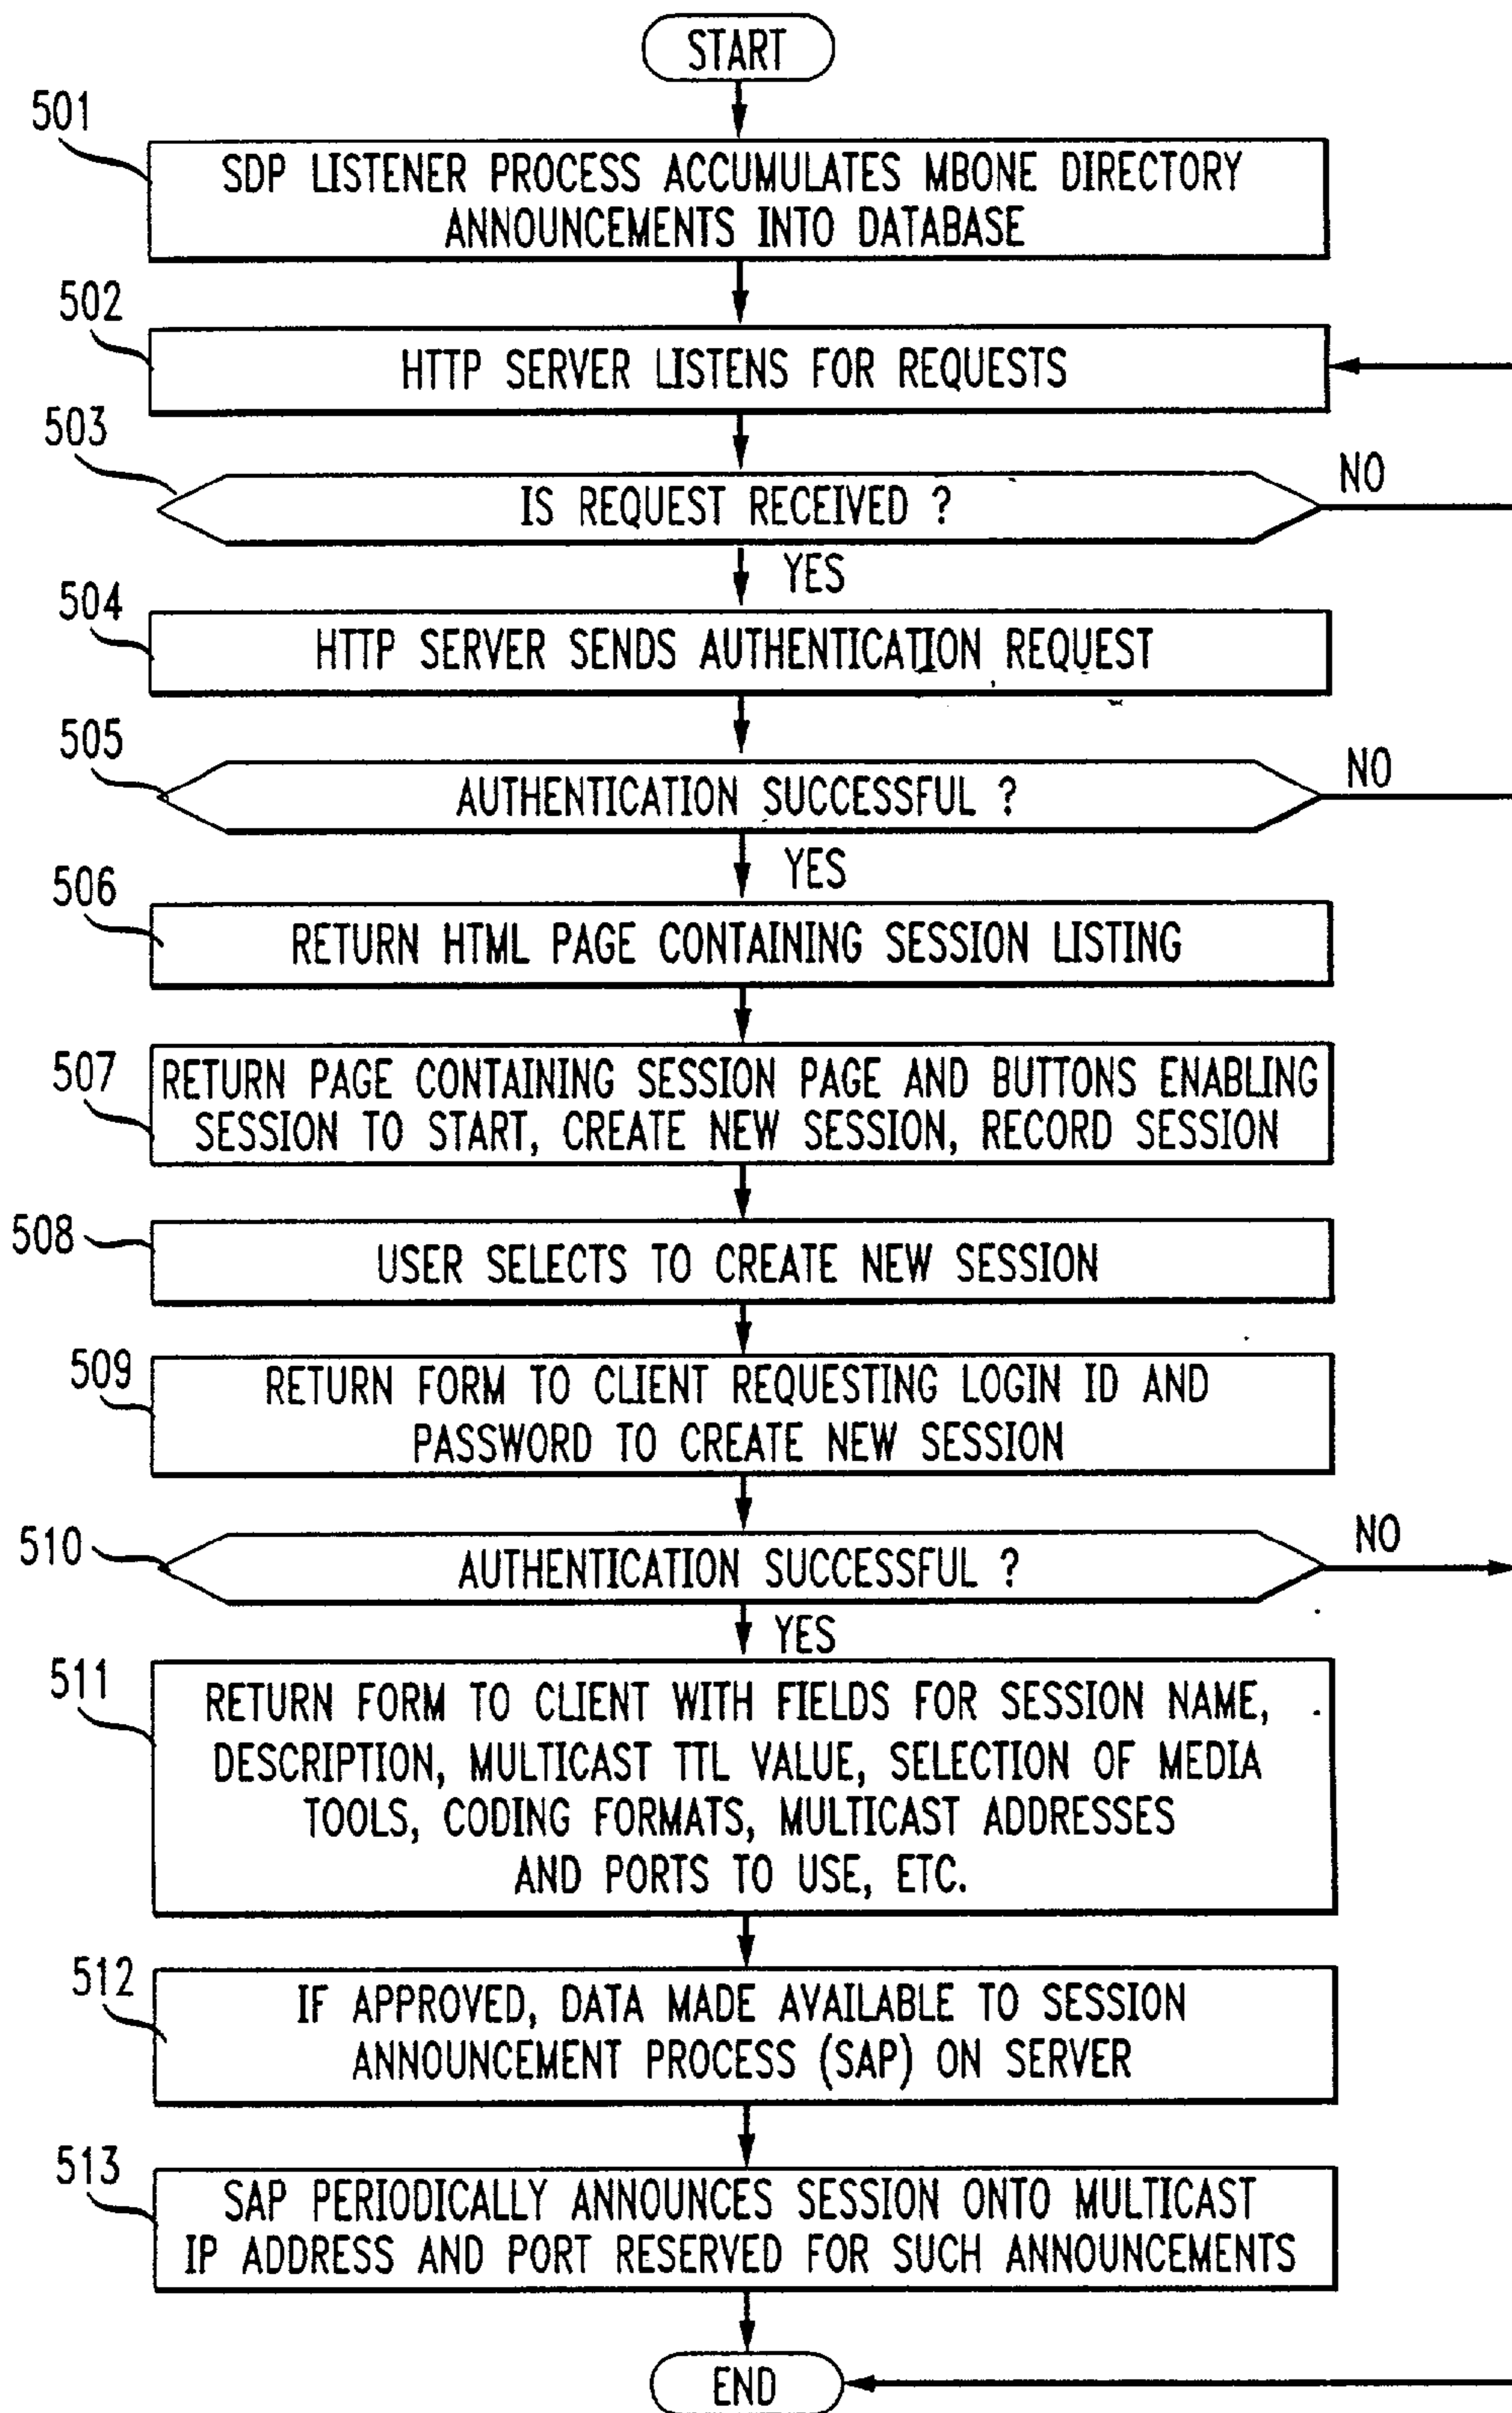 START
501
SDP LISTENER PROCESS ACCUMULATES MBONE DIRECTORY
ANNOUNCEMENTS INTO DATABASE
502
HTTP SERVER LISTENS FOR REQUESTS
503
IS REQUEST RECEIVED ?
NO
YES
504
HTTP SERVER SENDS AUTHENTICATION REQUEST
505
AUTHENTICATION SUCCESSFUL ?
NO
YES
506
RETURN HTML PAGE CONTAINING SESSION LISTING
507
RETURN PAGE CONTAINING SESSION PAGE AND BUTTONS ENABLING
SESSION TO START, CREATE NEW SESSION, RECORD SESSION
508
USER SELECTS TO CREATE NEW SESSION
509
RETURN FORM TO CLIENT REQUESTING LOGIN ID AND
PASSWORD TO CREATE NEW SESSION
510
AUTHENTICATION SUCCESSFUL ?
NO
YES
511
RETURN FORM TO CLIENT WITH FIELDS FOR SESSION NAME,
DESCRIPTION, MULTICAST TTL VALUE, SELECTION OF MEDIA
TOOLS, CODING FORMATS, MULTICAST ADDRESSES
AND PORTS TO USE, ETC.
512
IF APPROVED, DATA MADE AVAILABLE TO SESSION
ANNOUNCEMENT PROCESS (SAP) ON SERVER
513
SAP PERIODICALLY ANNOUNCES SESSION ONTO MULTICAST
IP ADDRESS AND PORT RESERVED FOR SUCH ANNOUNCEMENTS
END